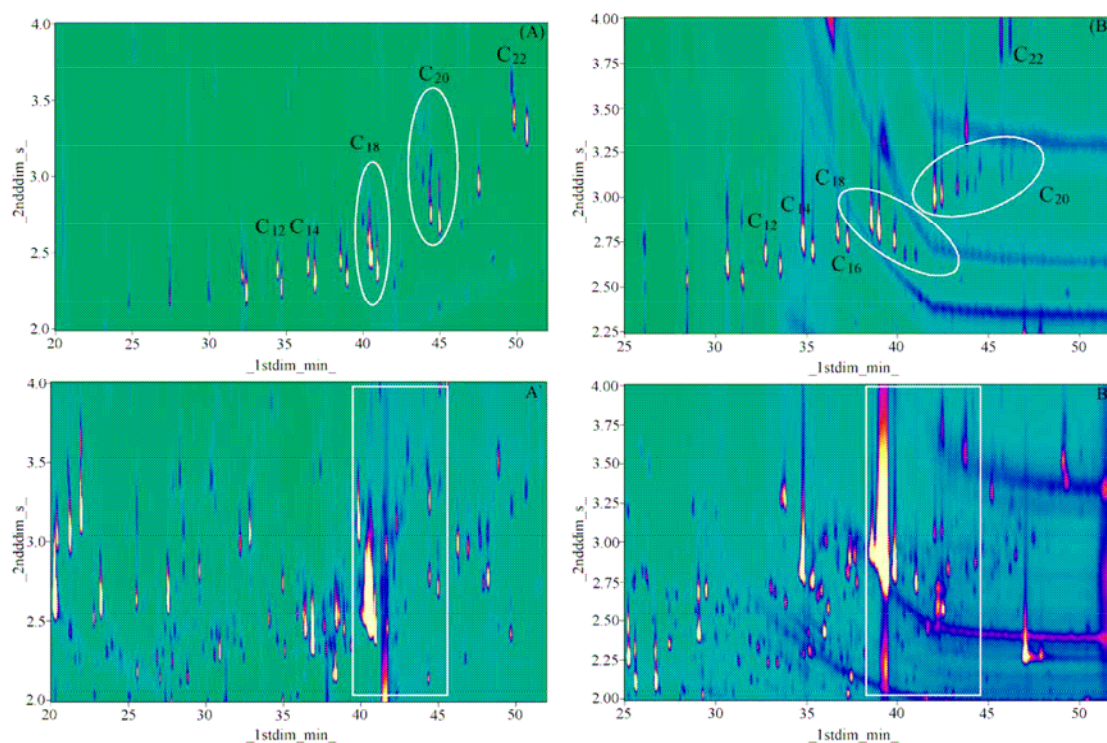 (A)
4.0
3.5
3.0
2.5
2.0
_2ndddim_s_
C12
C14
C18
C20
C22
20 25 30 35 40 45 50
_1stdim_min_
(B)
4.00
3.75
3.50
3.25
3.00
2.75
2.50
2.25
_2ndddim_s_
C12
C14
C16
C18
C20
C22
25 30 35 40 45 50
_1stdim_min_
A
4.0
3.5
3.0
2.5
2.0
_2ndddim_s_
20 25 30 35 40 45 50
_1stdim_min_
B
4.00
3.75
3.50
3.25
3.00
2.75
2.50
2.25
2.00
_2ndddim_s_
25 30 35 40 45 50
_1stdim_min_